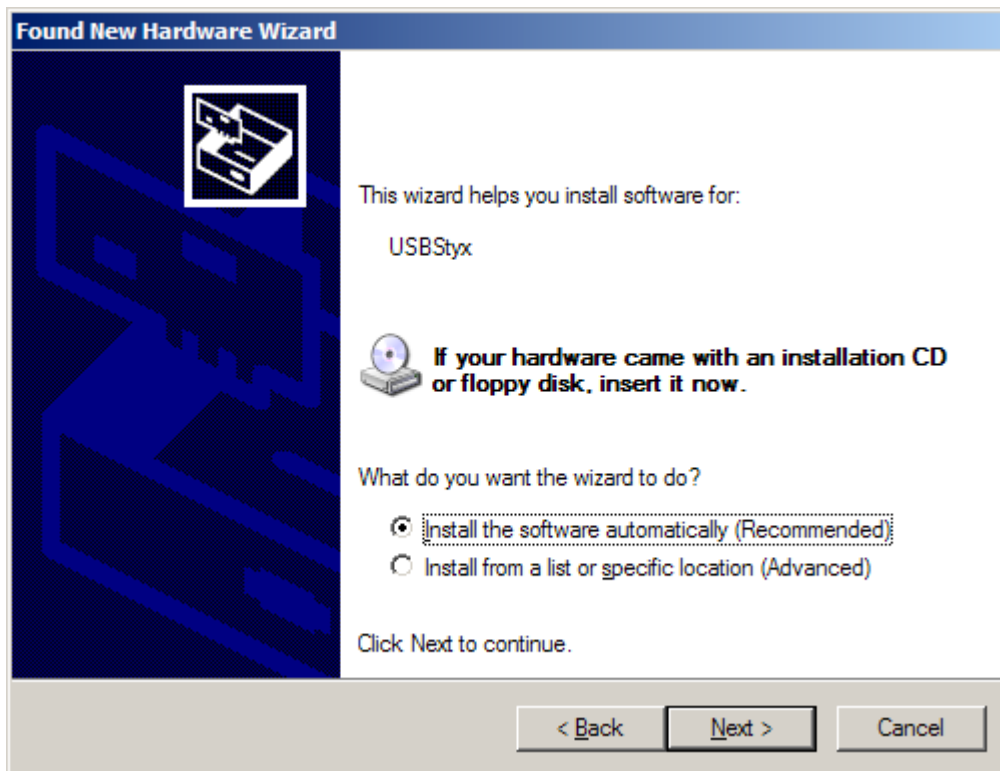 Found New Hardware Wizard
This wizard helps you install software for:
USBStyx
If your hardware came with an installation CD
or floppy disk, insert it now.
What do you want the wizard to do?
Install the software automatically (Recommended)
Install from a list or specific location (Advanced)
Click Next to continue.
< Back
Next >
Cancel